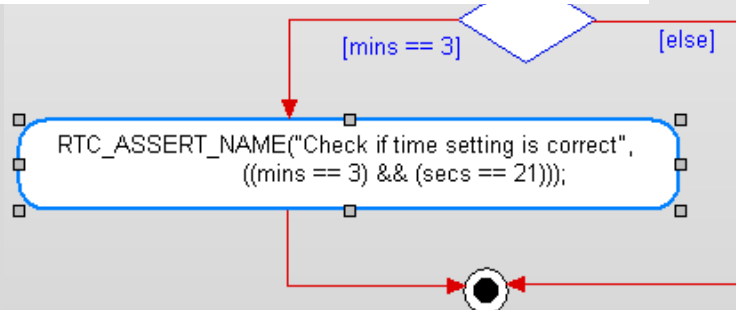 [mins == 3]
[else]
RTC_ASSERT_NAME("Check if time setting is correct",
((mins == 3) && (secs == 21)));